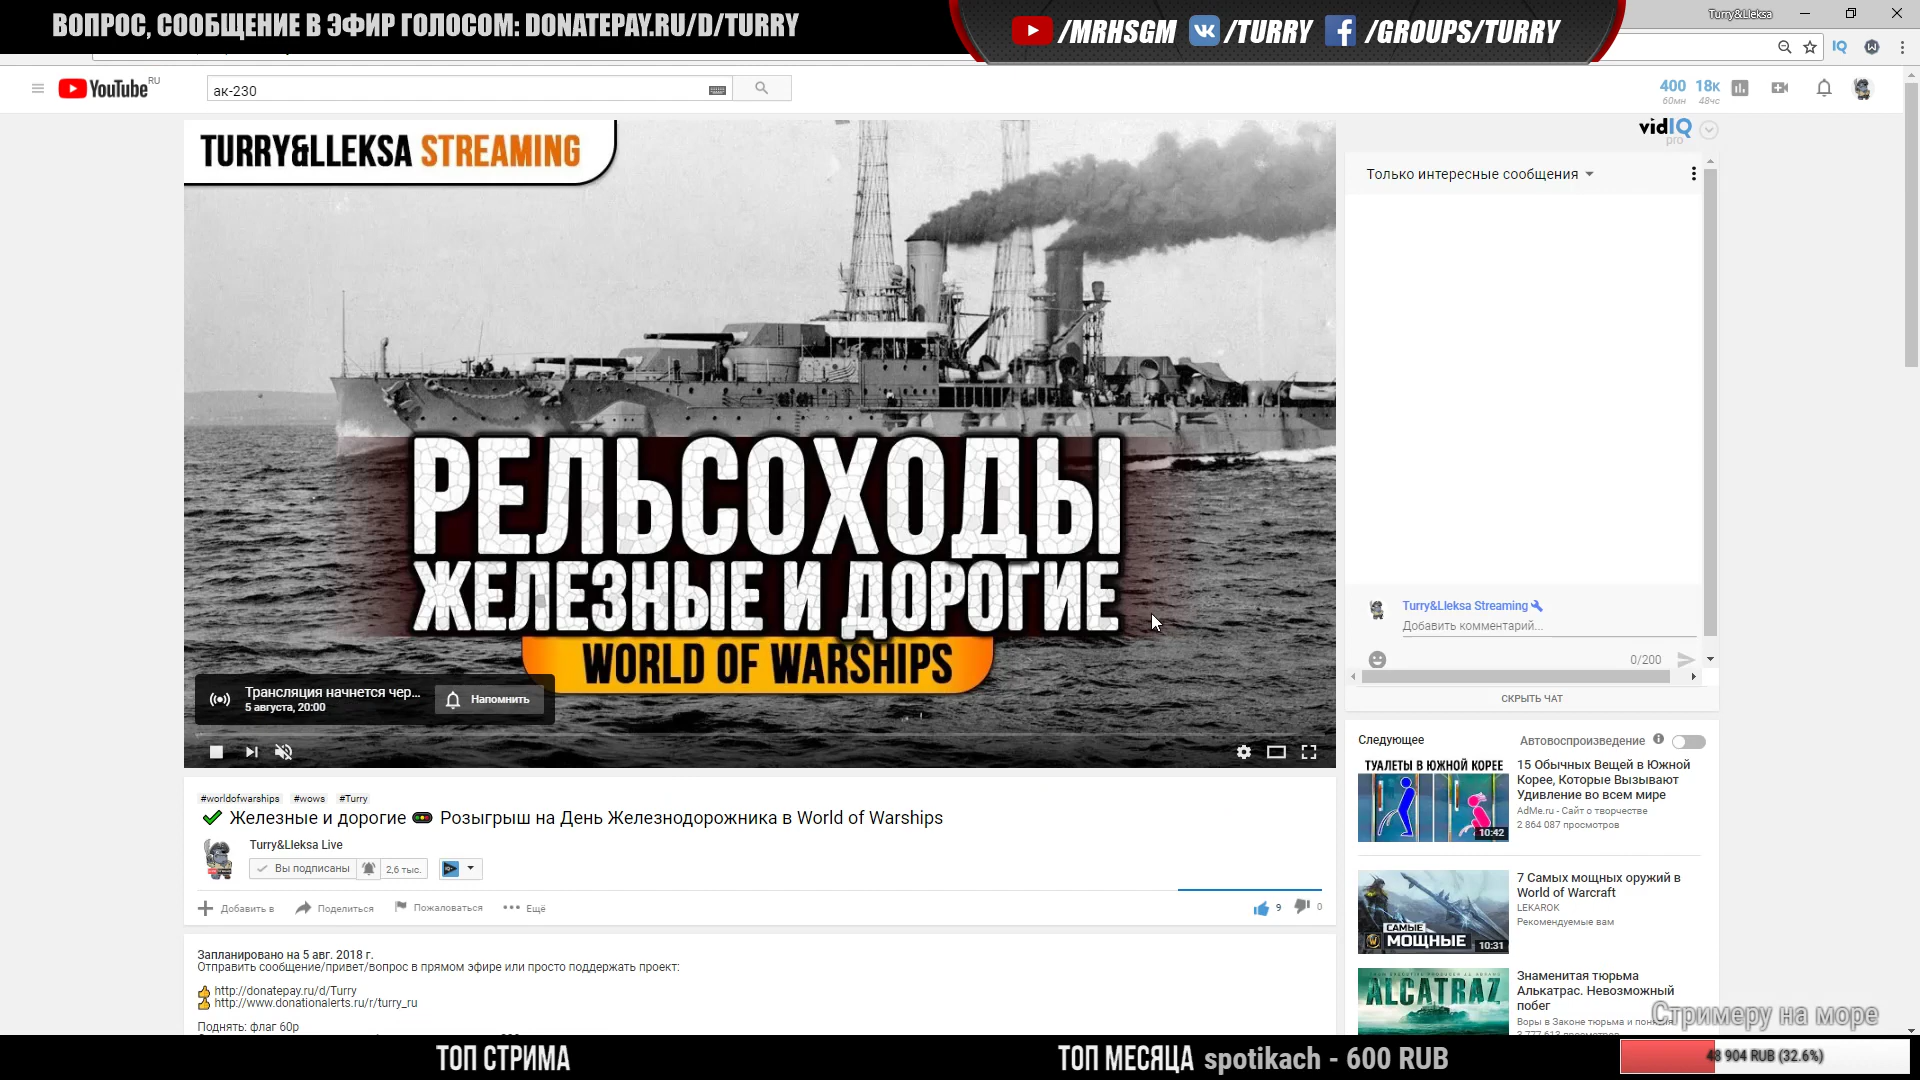 ВОПРОС, СООБЩЕНИЕ В ЭФИР ГОЛОСОМ: DONATEPAY.RU/D/TURRY
/MRHSGM /TURRY /GROUPS/TURRY
Turry&Lleksa
IQ
YouTube RU
ак-230
400 18к
60мн 48чс
TURRY&LLEKSA STREAMING
vidIQ
pro
Только интересные сообщения
РЕЛЬСОХОДЫ
ЖЕЛЕЗНЫЕ И ДОРОГИЕ
WORLD OF WARSHIPS
Трансляция начнется чер...
5 августа, 20:00
Напомнить
Turry&Lleksa Streaming
Добавить комментарий...
0/200
СКРЫТЬ ЧАТ
#worldofwarships #wows #Turry
Железные и дорогие Розыгрыш на День Железнодорожника в World of Warships
Turry&Lleksa Live
Вы подписаны 2,6 тыс.
Добавить в Поделиться Пожаловаться Ещё
9 0
Запланировано на 5 авг. 2018 г.
Отправить сообщение/привет/вопрос в прямом эфире или просто поддержать проект:
http://donatepay.ru/d/Turry
http://www.donationalerts.ru/r/turry_ru
Поднять: флаг 60р
Следующее
Автовоспроизведение
ТУАЛЕТЫ В ЮЖНОЙ КОРЕЕ
10:42
15 Обычных Вещей в Южной
Корее, Которые Вызывают
Удивление во всем мире
AdMe.ru - Сайт о творчестве
2 864 087 просмотров
САМЫЕ
МОЩНЫЕ
10:31
7 Самых мощных оружий в
World of Warcraft
LEKAROK
Рекомендуемые вам
ALCATRAZ
Знаменитая тюрьма
Алькатрас. Невозможный
побег
Воры в Законе тюрьма и
Стримеру на море
ТОП СТРИМА
ТОП МЕСЯЦА spotikach - 600 RUB
48 904 RUB (32.6%)